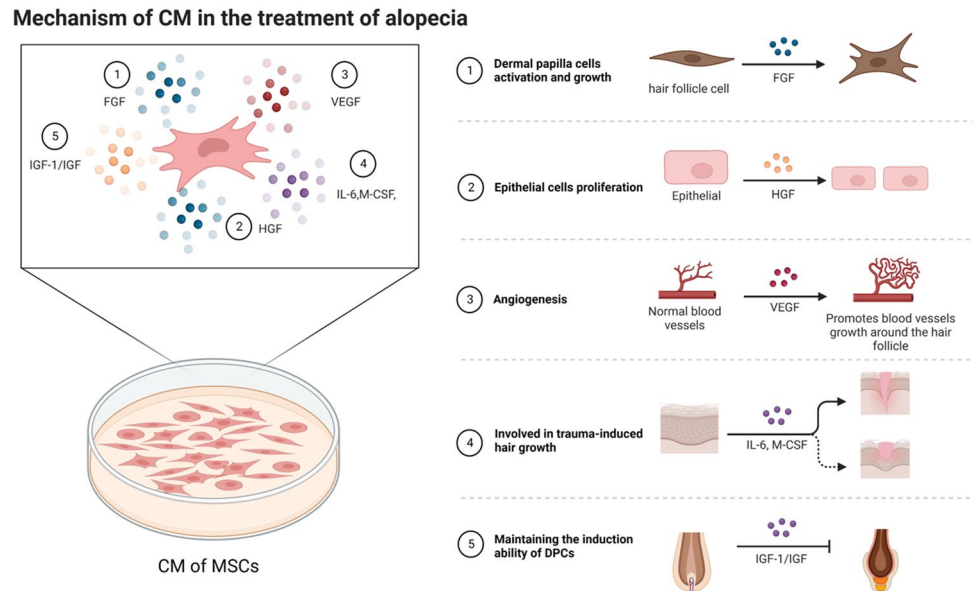 Mechanism of CM in the treatment of alopecia
1
FGF
3
VEGF
5
IGF-1/IGF
4
IL-6,M-CSF,
2
HGF
CM of MSCs
1
Dermal papilla cells
activation and growth
hair follicle cell
FGF
2
Epithelial cells proliferation
Epithelial
HGF
3
Angiogenesis
Normal blood
vessels
VEGF
Promotes blood vessels
growth around the hair
follicle
4
Involved in trauma-induced
hair growth
IL-6, M-CSF
5
Maintaining the induction
ability of DPCs
IGF-1/IGF